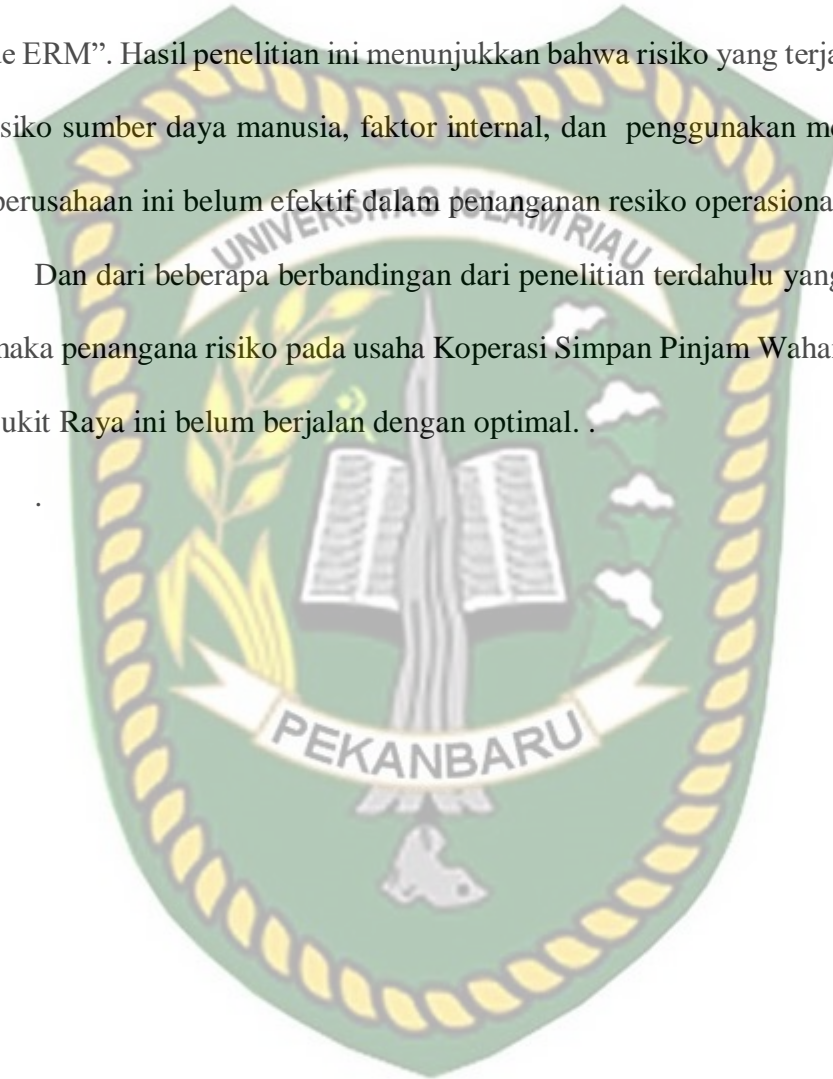 e ERM”. Hasil penelitian ini menunjukkan bahwa risiko yang terja
siko sumber daya manusia, faktor internal, dan penggunakan me
perusahaan ini belum efektif dalam penanganan resiko operasiona
Dan dari beberapa berbandingan dari penelitian terdahulu yang
maka penangana risiko pada usaha Koperasi Simpan Pinjam Waha
ukit Raya ini belum berjalan dengan optimal. .
.
UNIVERSITAS ISLAM RIAU
PEKANBARU